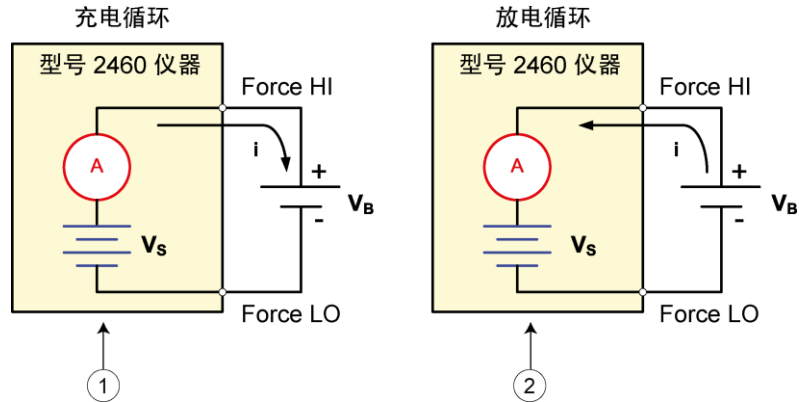 充电循环
型号 2460 仪器
Force HI
A
i
+
-
VB
VS
Force LO
1
放电循环
型号 2460 仪器
Force HI
A
i
+
-
VB
VS
Force LO
2